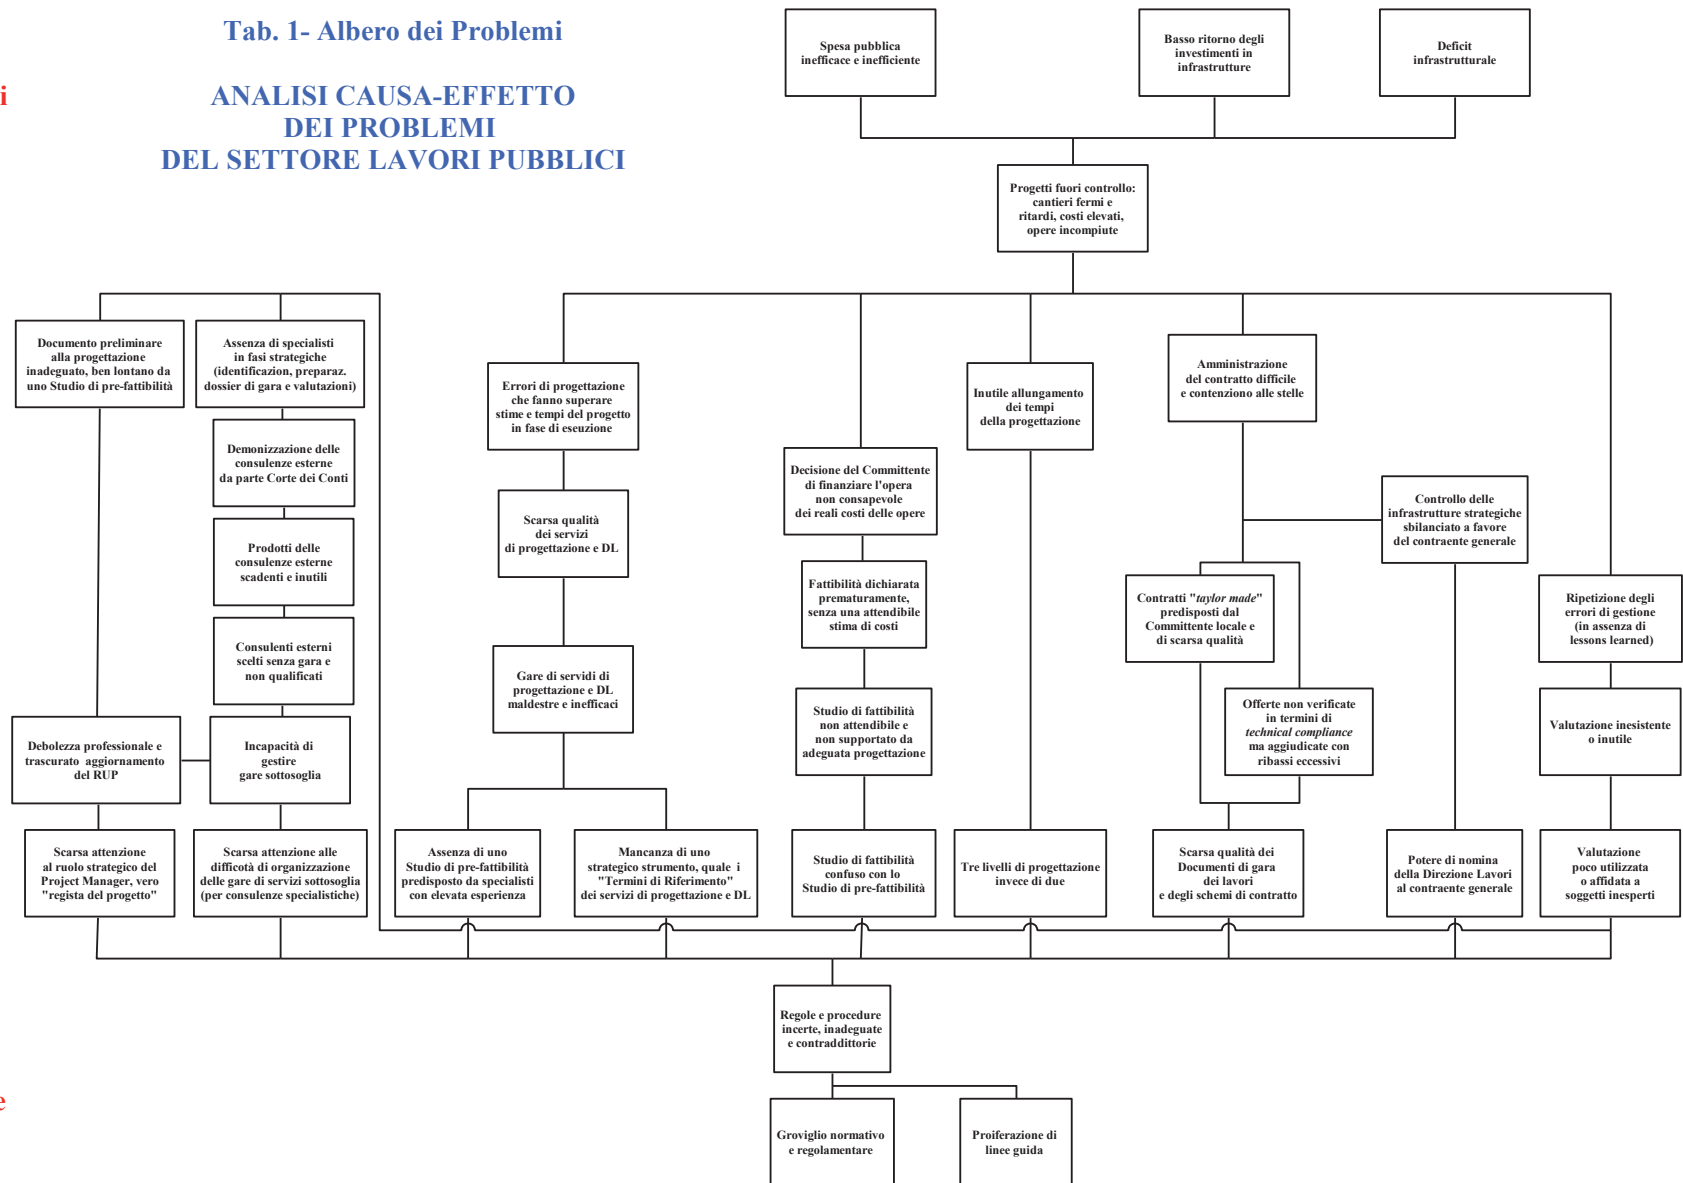 Tab. 1- Albero dei Problemi
i
ANALISI CAUSA-EFFETTO
DEI PROBLEMI
DEL SETTORE LAVORI PUBBLICI
Spesa pubblica
inefficace e inefficiente
Basso ritorno degli
investimenti in
infrastrutture
Deficit
infrastrutturale
Progetti fuori controllo:
cantieri fermi e
ritardi, costi elevati,
opere incompiute
Documento preliminare
alla progettazione
inadeguato, ben lontano da
uno Studio di pre-fattibilità
Assenza di specialisti
in fasi strategiche
(identificazion, preparaz.
dossier di gara e valutazioni)
Demonizzazione delle
consulenze esterne
da parte Corte dei Conti
Prodotti delle
consulenze esterne
scadenti e inutili
Consulenti esterni
scelti senza gara e
non qualificati
Debolezza professionale e
trascurato aggiornamento
del RUP
Incapacità di
gestire
gare sottosoglia
Scarsa attenzione
al ruolo strategico del
Project Manager, vero
"regista del progetto"
Scarsa attenzione alle
difficotà di organizzazione
delle gare di servizi sottosoglia
(per consulenze specialistiche)
Errori di progettazione
che fanno superare
stime e tempi del progetto
in fase di eseuzione
Scarsa qualità
dei servizi
di progettazione e DL
Gare di servidi di
progettazione e DL
maldestre e inefficaci
Assenza di uno
Studio di pre-fattibilità
predisposto da specialisti
con elevata esperienza
Mancanza di uno
strategico strumento, quale i
"Termini di Riferimento"
dei servizi di progettazione e DL
Decisione del Committente
di finanziare l'opera
non consapevole
dei reali costi delle opere
Fattibilità dichiarata
prematuramente,
senza una attendibile
stima di costi
Studio di fattibilità
non attendibile e
non supportato da
adeguata progettazione
Studio di fattibilità
confuso con lo
Studio di pre-fattibilità
Inutile allungamento
dei tempi
della progettazione
Tre livelli di progettazione
invece di due
Amministrazione
del contratto difficile
e contenziono alle stelle
Controllo delle
infrastrutture strategiche
sbilanciato a favore
del contraente generale
Contratti "taylor made"
predisposti dal
Committente locale e
di scarsa qualità
Offerte non verificate
in termini di
technical compliance
ma aggiudicate con
ribassi eccessivi
Scarsa qualità dei
Documenti di gara
dei lavori
e degli schemi di contratto
Potere di nomina
della Direzione Lavori
al contraente generale
Ripetizione degli
errori di gestione
(in assenza di
lessons learned)
Valutazione inesistente
o inutile
Valutazione
poco utilizzata
o affidata a
soggetti inesperti
Regole e procedure
incerte, inadeguate
e contraddittorie
e
Groviglio normativo
e regolamentare
Proiferazione di
linee guida